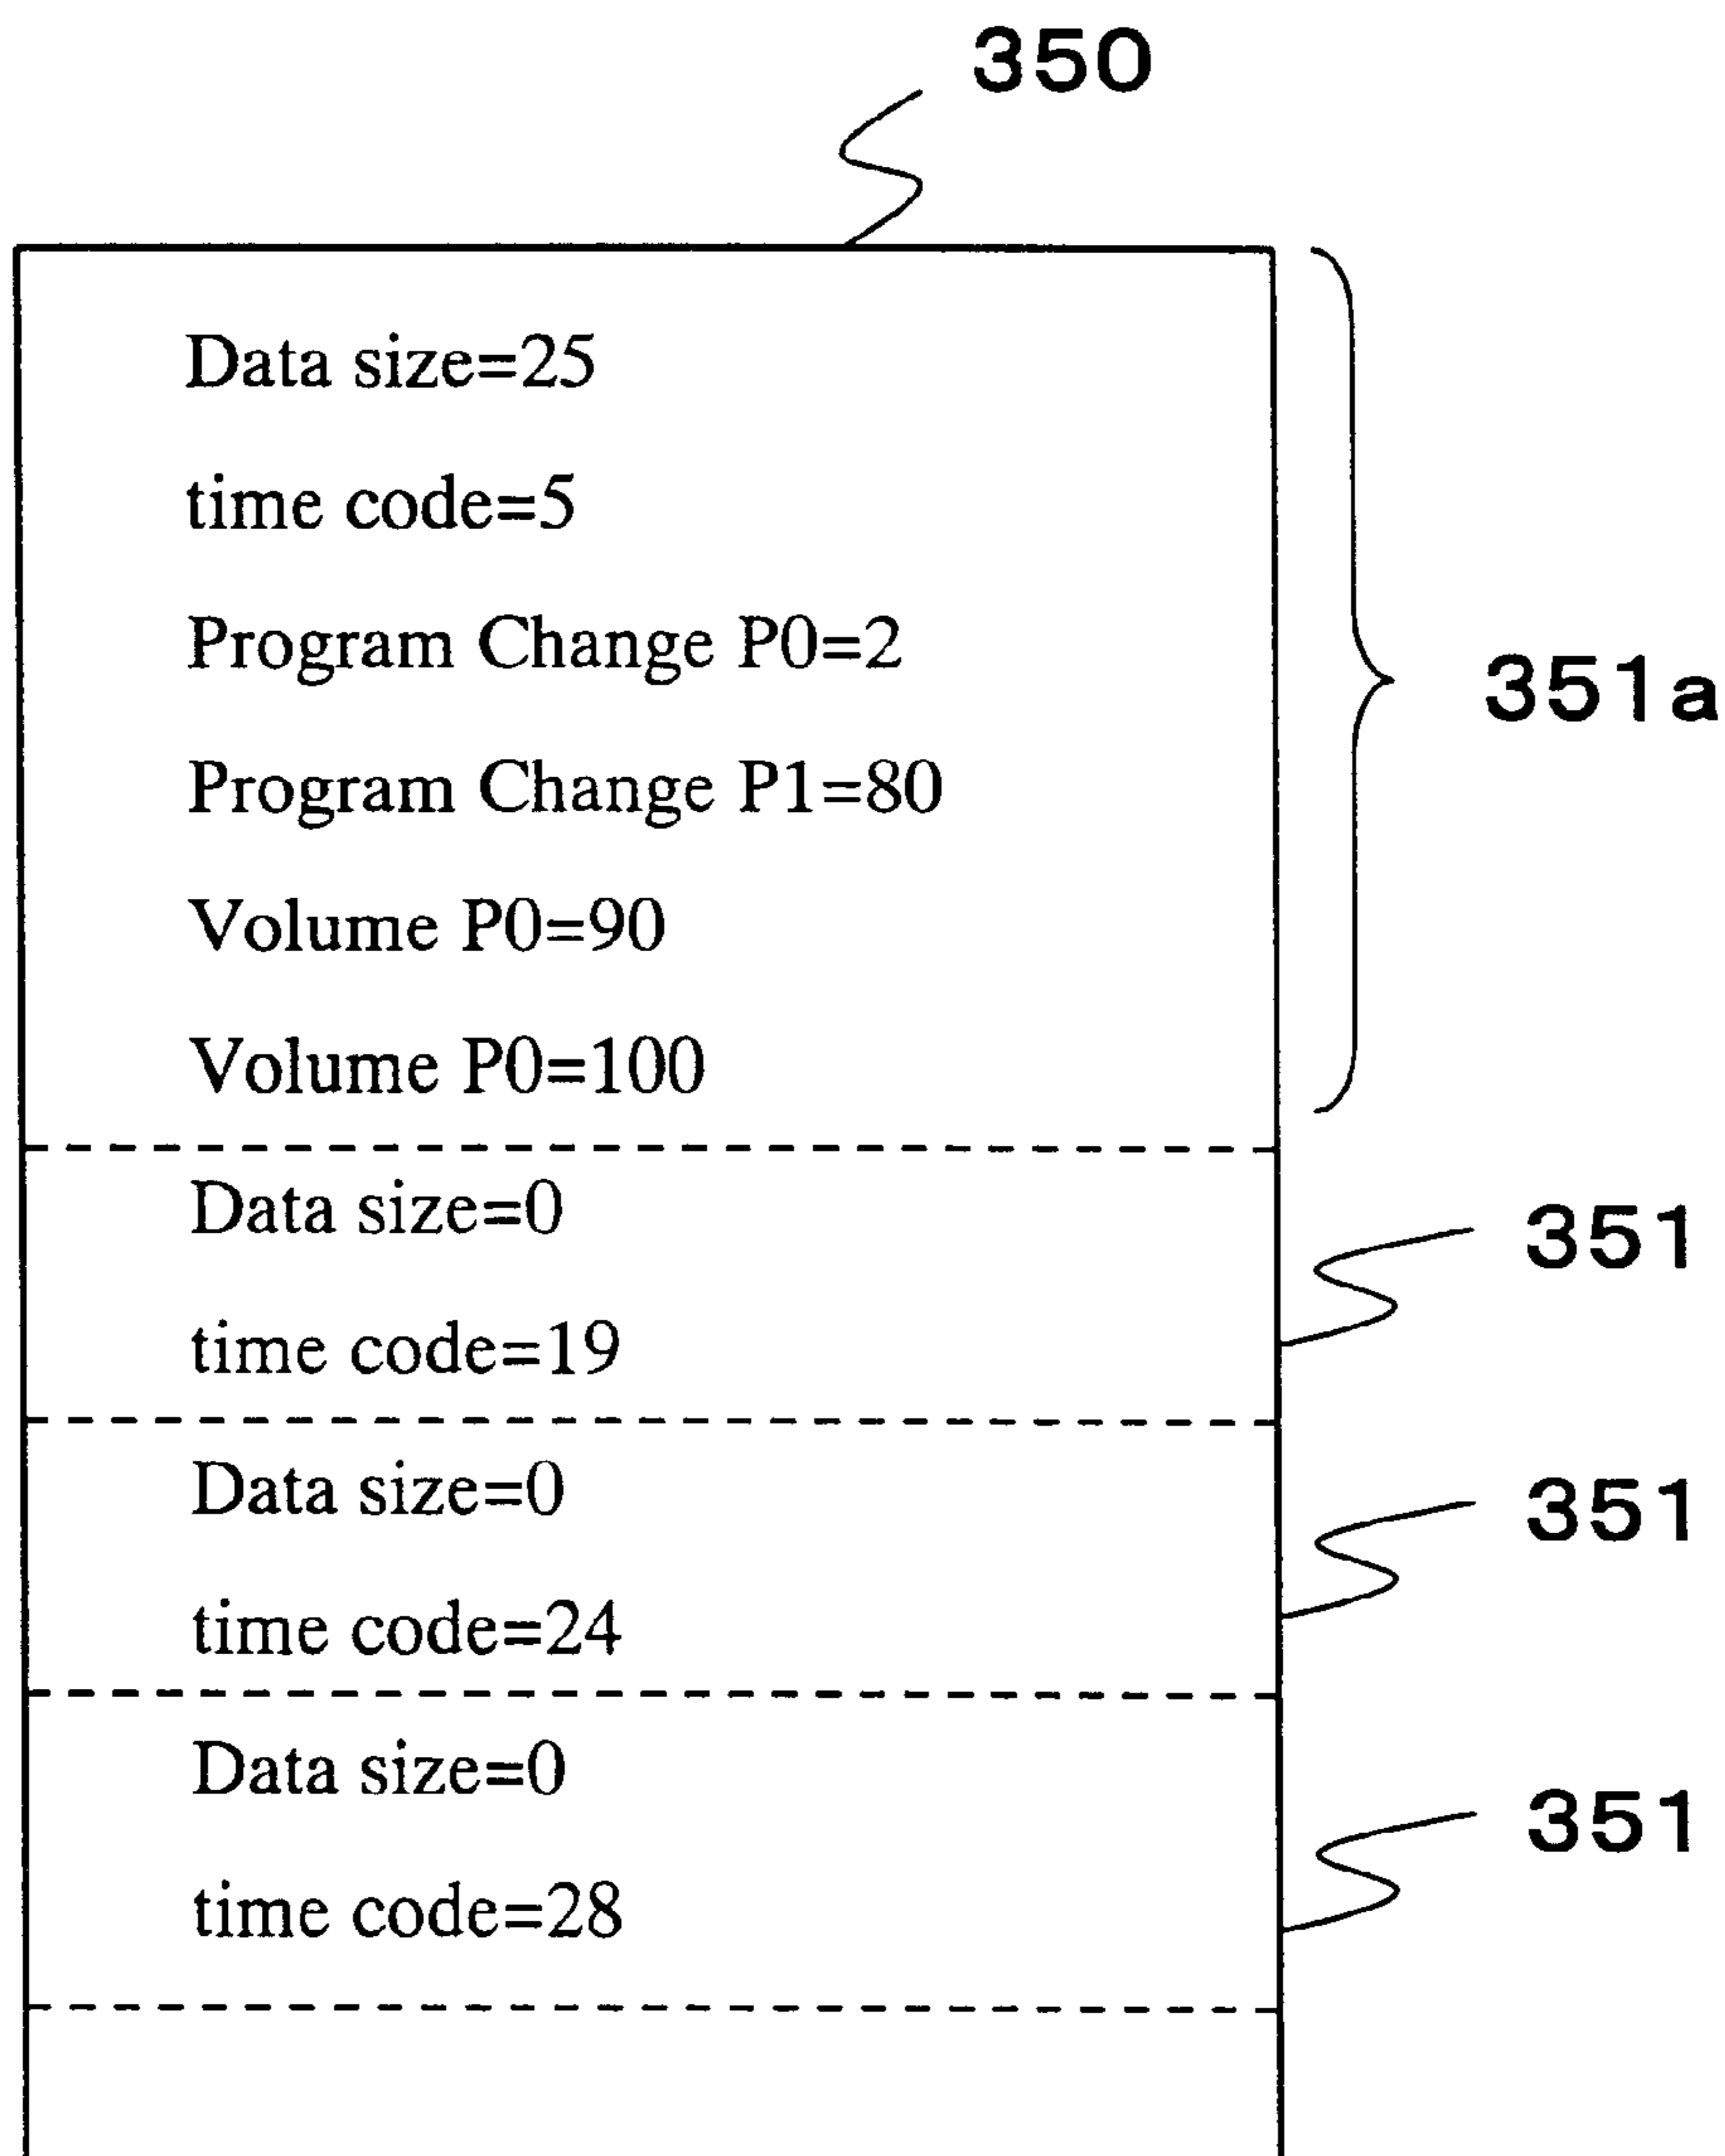 350
Data size=25
time code=5
Program Change P0=2
351a
Program Change P1=80
Volume P0=90
Volume P0=100
Data size=0
351
time code=19
Data size=0
351
time code=24
Data size=0
351
time code=28